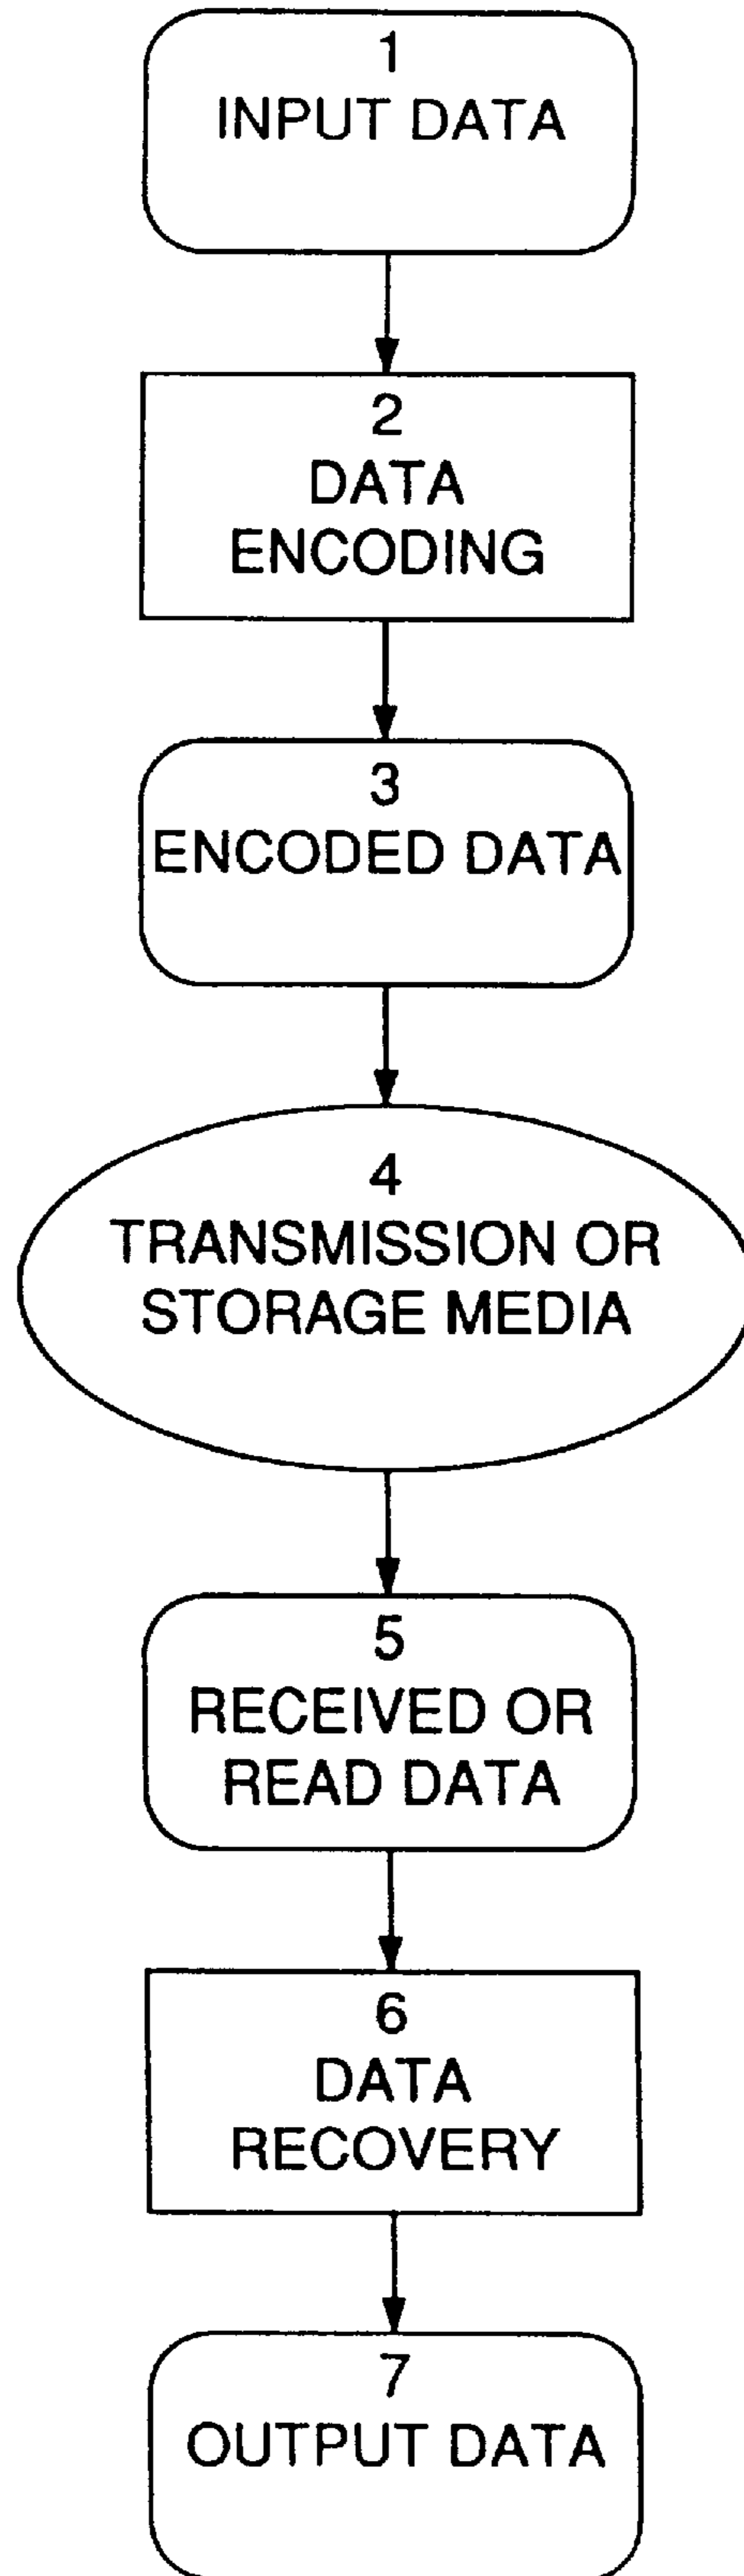 1
INPUT DATA
2
DATA
ENCODING
3
ENCODED DATA
4
TRANSMISSION OR
STORAGE MEDIA
5
RECEIVED OR
READ DATA
6
DATA
RECOVERY
7
OUTPUT DATA